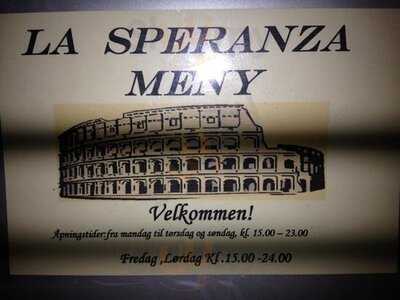 LA SPERANZA
MENY
Velkommen!
Åpningstider:fra mandag til torsdag og søndag, kl. 15.00 – 23.00
Fredag ,Lørdag Kl.15.00 -24.00